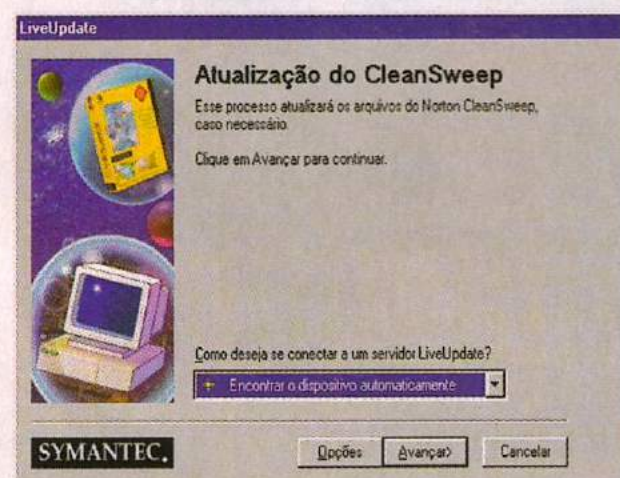 LiveUpdate
Atualização do CleanSweep
Esse processo atualizará os arquivos do Norton CleanSweep,
caso necessário.
Clique em Avançar para continuar.
Como deseja se conectar a um servidor LiveUpdate?
Encontrar o dispositivo automaticamente
SYMANTEC.
Opções
Avançar>
Cancelar